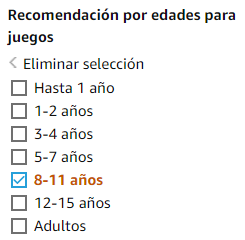 Recomendación por edades para
juegos
Eliminar selección
Hasta 1 año
1-2 años
3-4 años
5-7 años
8-11 años
12-15 años
Adultos